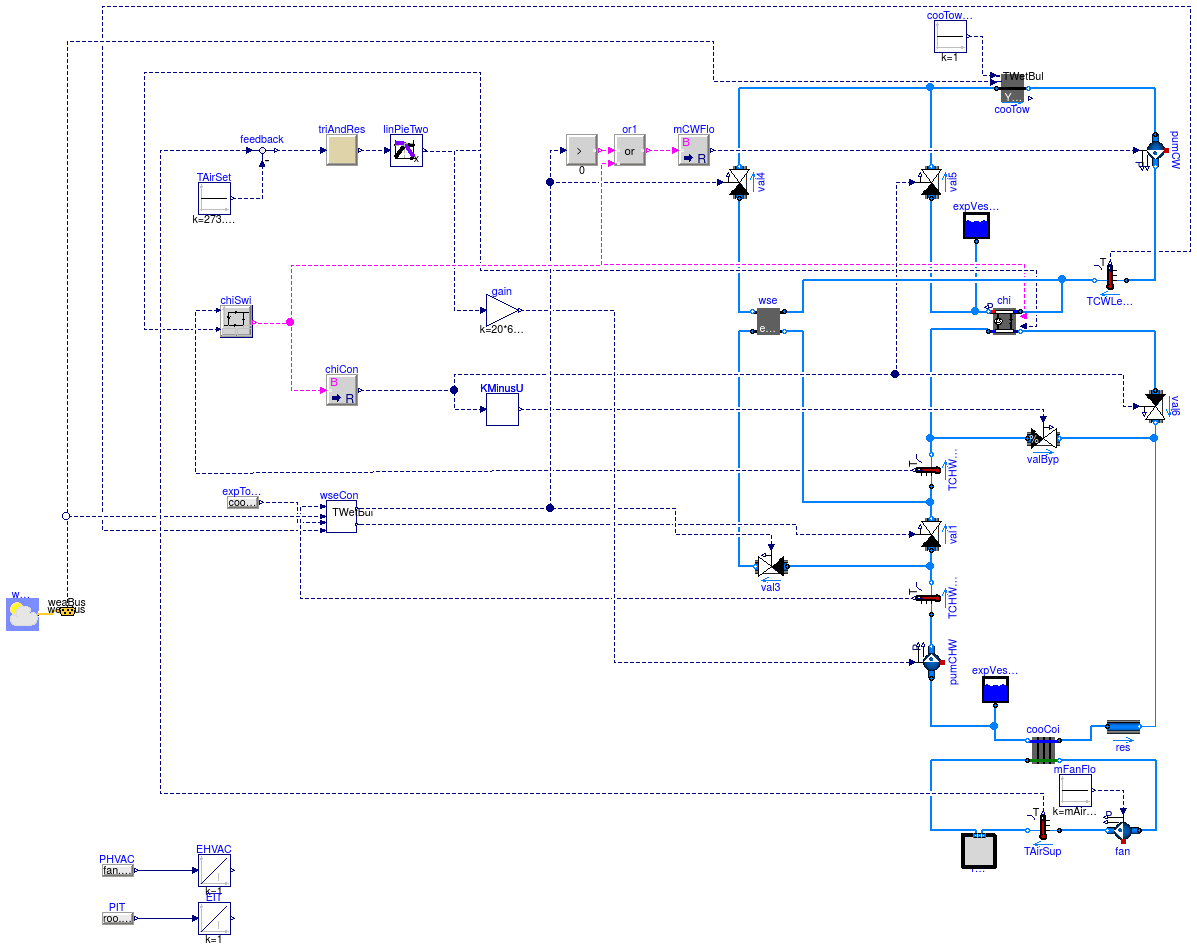 cooTow...
k=1
TWetBul
Y...
cooTow
feedback
triAndRes
linPieTwo
x
or1
mCWFlo
>
or
B
R
0
pumCW
TAirSet
k=273....
val4
val5
expVes...
T
TCWLe...
chiSwi
gain
k=20*6...
wse
e...
P
chi
chiCon
B
R
KMinusU
val6
valByp
T
TCHW...
expTo...
coo...
wseCon
TWetBul
val1
val3
w...
weaBus
weaBus
T
TCHW...
P
pumCHW
expVes...
cooCoi
res
mFanFlo
k=mAir...
T
P
TAirSup
fan
PHVAC
fan....
EHVAC
k=1
PIT
roo....
EIT
k=1